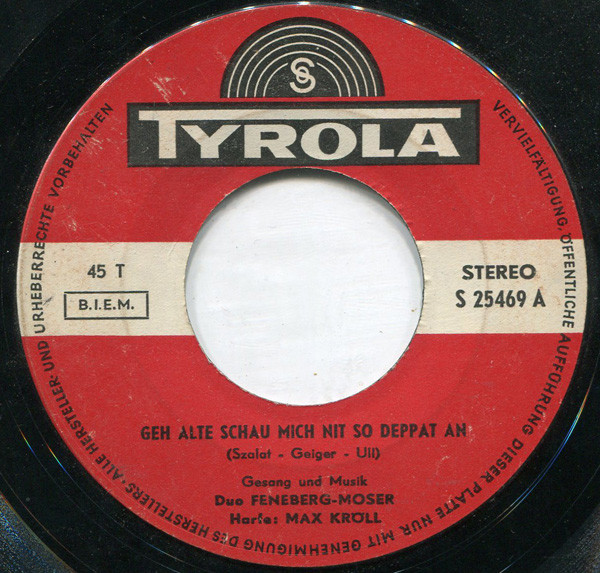 TYROLA
45 T
B.I.E.M.
STEREO
S 25469 A
GEH ALTE SCHAU MICH NIT SO DEPPAT AN
(Szalat - Geiger - Uli)
Gesang und Musik
Duo FENEBERG-MOSER
Harfe: MAX KRÖLL
ALLE HERSTELLER- UND URHEBERRECHTE VORBEHALTEN
VERVIELFÄLTIGUNG, ÖFFENTLICHE AUFFÜHRUNG DIESER PLATTE NUR MIT GENEHMIGUNG DES HERSTELLERS-